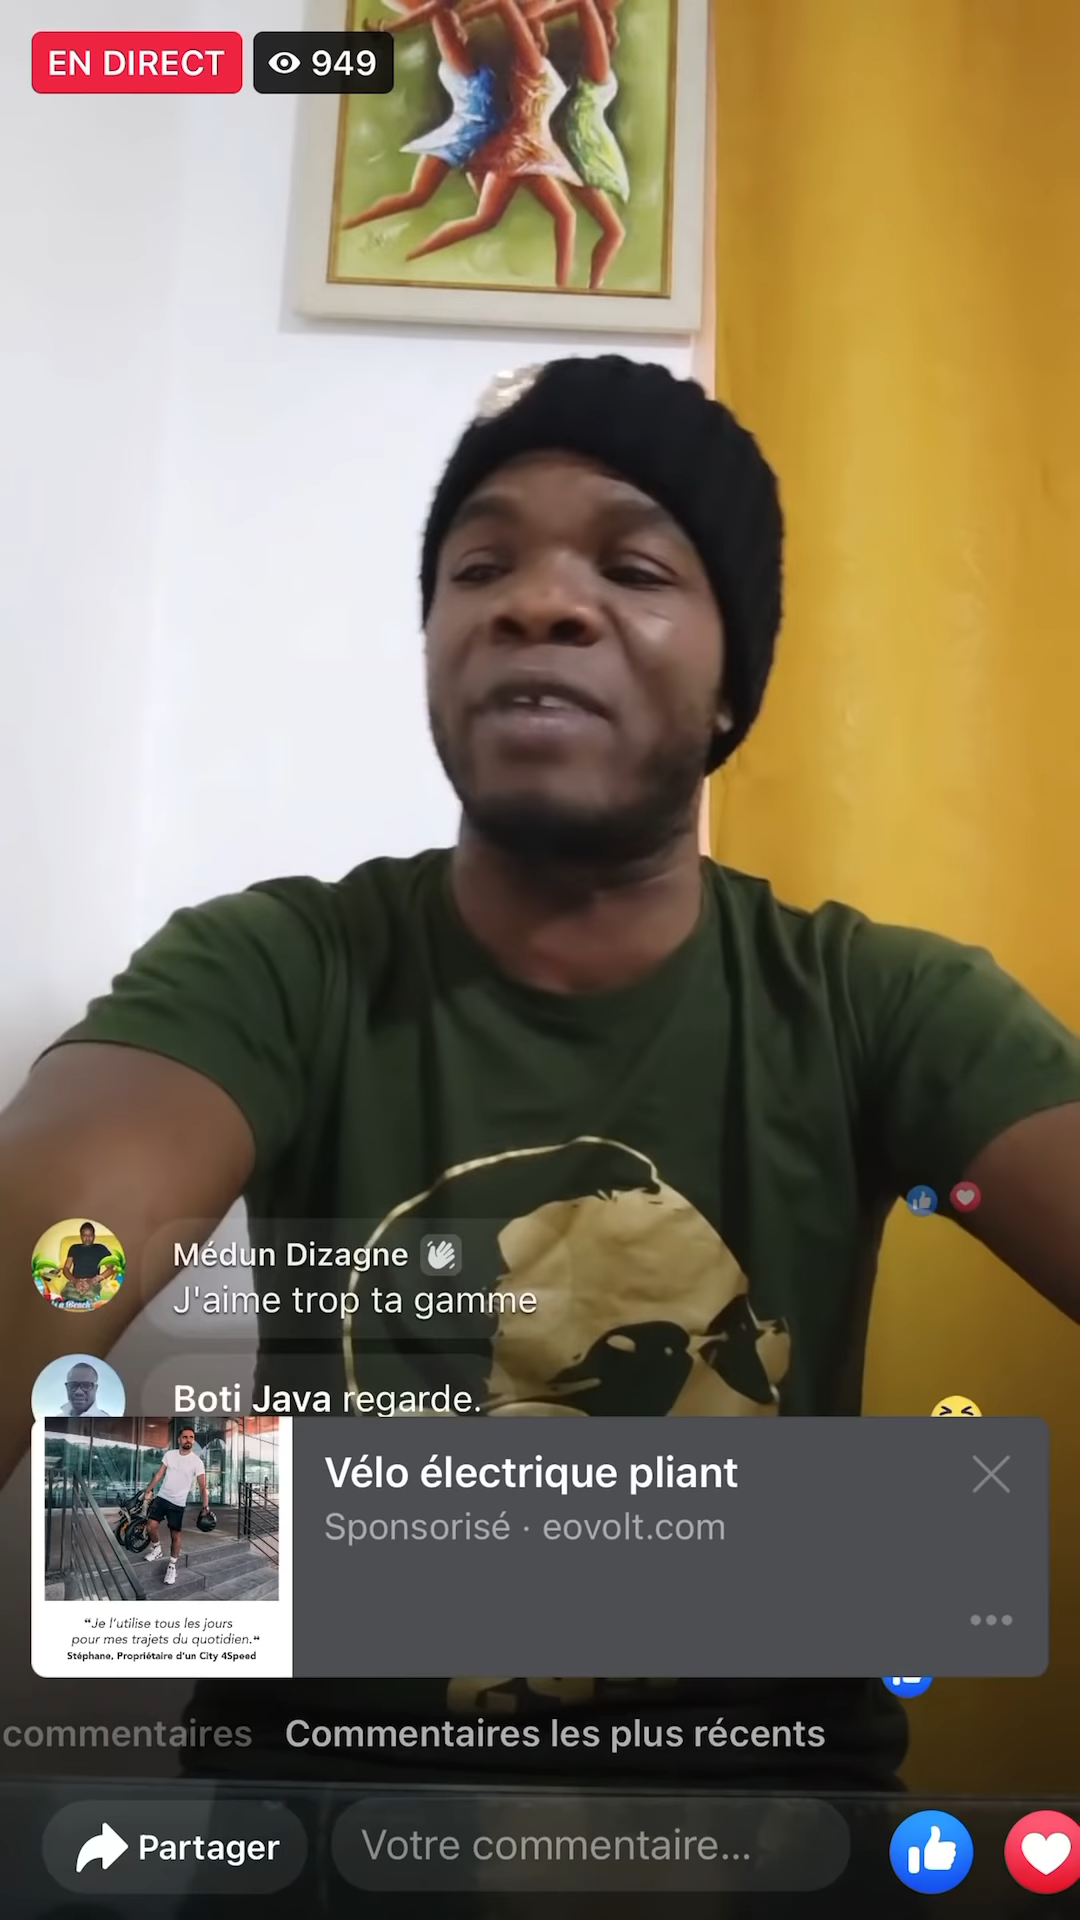 EN DIRECT
949
Médun Dizagne
J'aime trop ta gamme
Boti Java regarde.
Vélo électrique pliant
Sponsorisé · eovolt.com
❝Je l'utilise tous les jours
pour mes trajets du quotidien.❝
Stéphane, Propriétaire d'un City 4Speed
commentaires
Commentaires les plus récents
Partager
Votre commentaire...